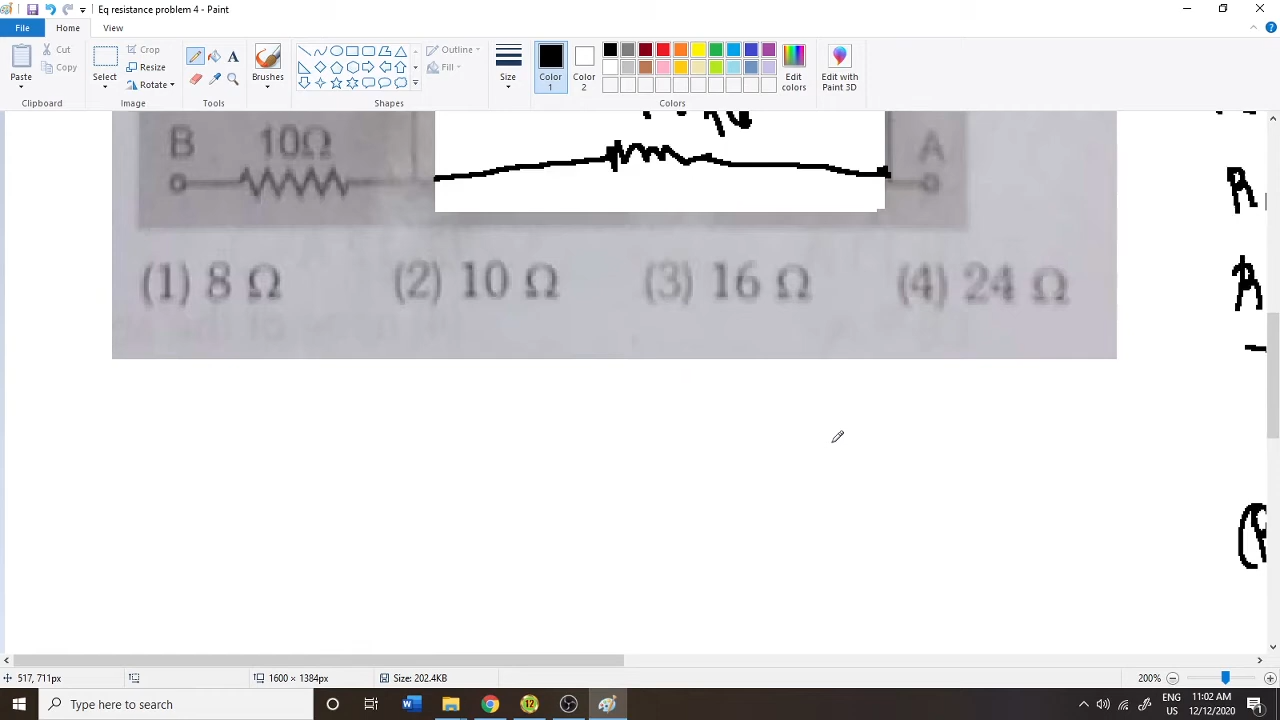 Eq resistance problem 4 - Paint
File Home View
Paste Cut Copy Clipboard
Select Crop Resize Rotate Image
Tools
Brushes
Outline Fill Shapes
Size
Color 1
Color 2
Colors
Edit colors
Edit with Paint 3D
B 10Ω A
(1) 8 Ω (2) 10 Ω (3) 16 Ω (4) 24 Ω
R
R
517, 711px 1600 × 1384px Size: 202.4KB 200%
Type here to search
12
ENG US
11:02 AM
12/12/2020